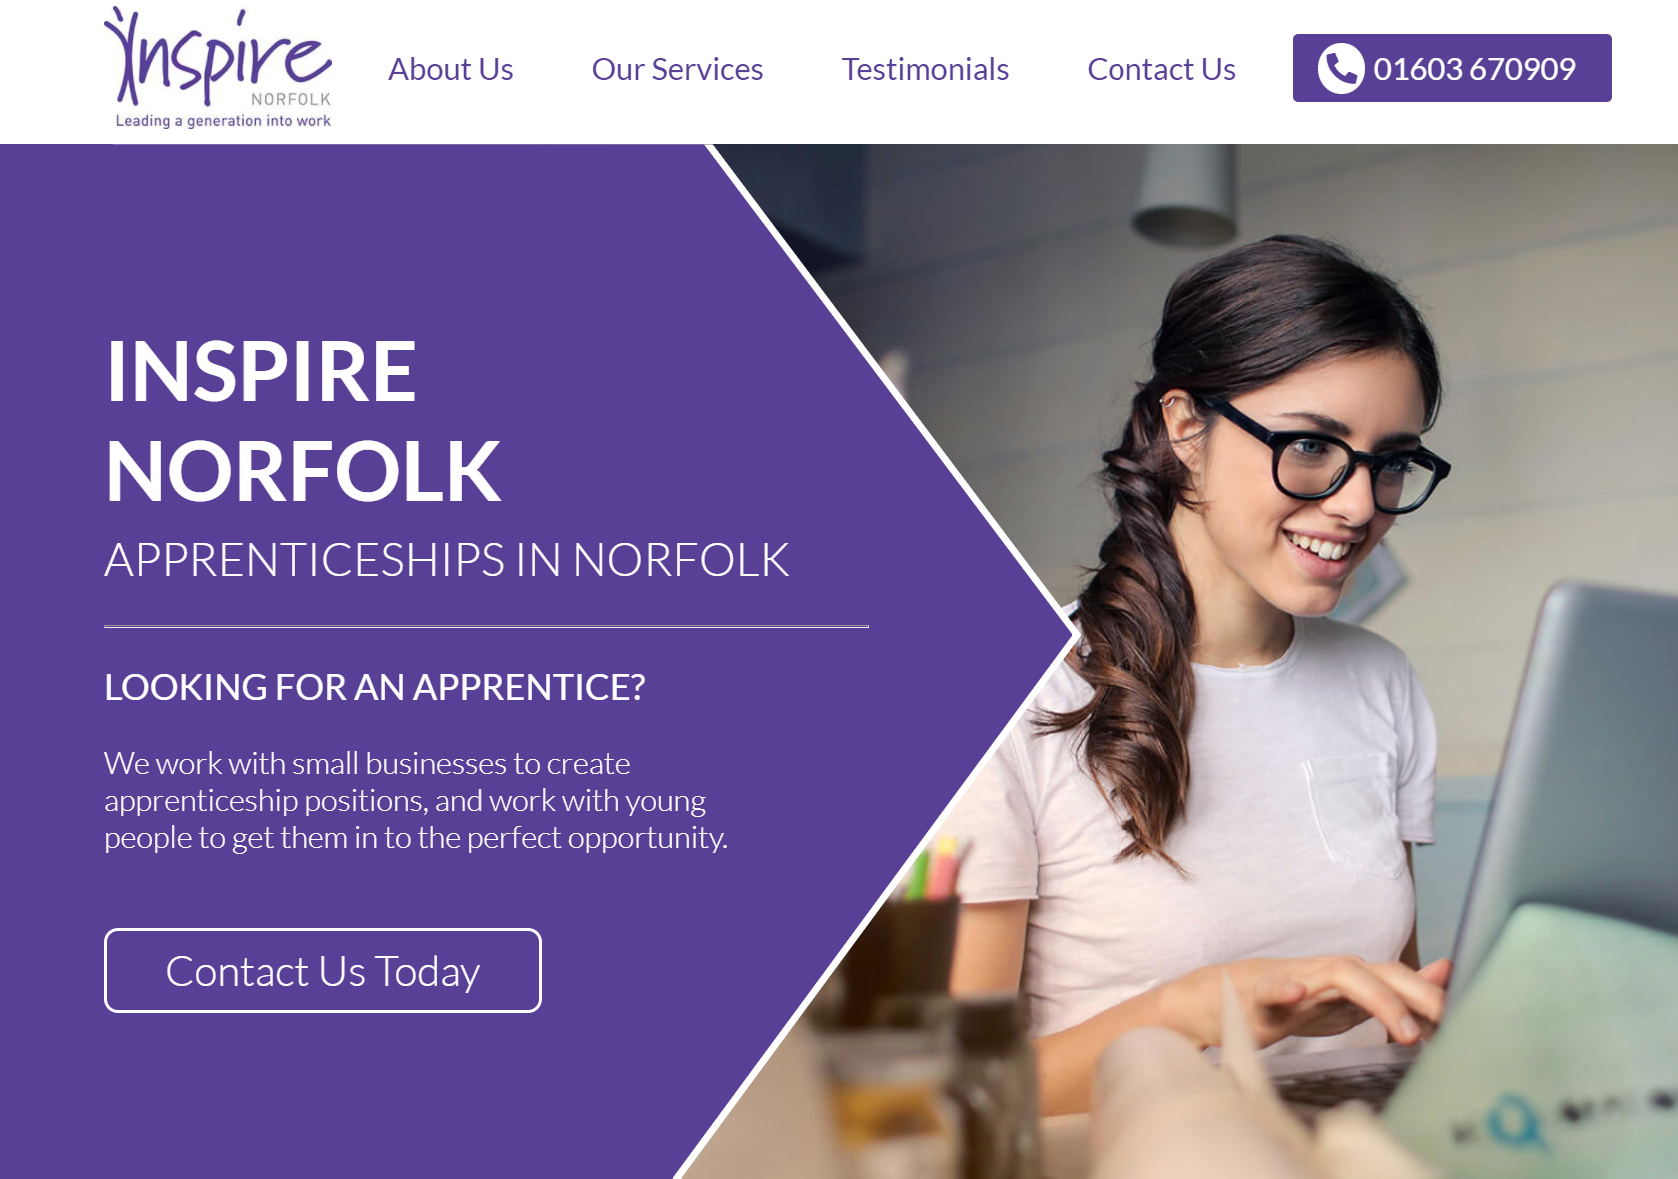 Inspire
NORFOLK
Leading a generation into work
About Us
Our Services
Testimonials
Contact Us
01603 670909
INSPIRE
NORFOLK
APPRENTICESHIPS IN NORFOLK
LOOKING FOR AN APPRENTICE?
We work with small businesses to create
apprenticeship positions, and work with young
people to get them in to the perfect opportunity.
Contact Us Today